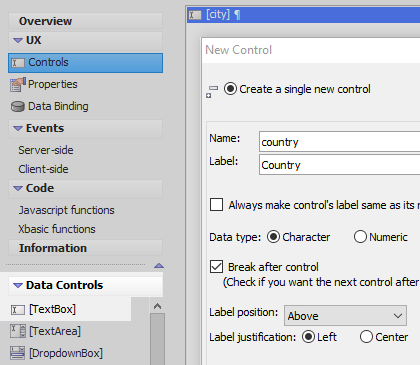 Overview
UX
Controls
Properties
Data Binding
Events
Server-side
Client-side
Code
Javascript functions
Xbasic functions
Information
Data Controls
[TextBox]
[TextArea]
[DropdownBox]
[city] ¶
New Control
Create a single new control
Name: country
Label: Country
Always make control's label same as its
Data type: Character Numeric
Break after control
(Check if you want the next control after
Label position: Above
Label justification: Left Center